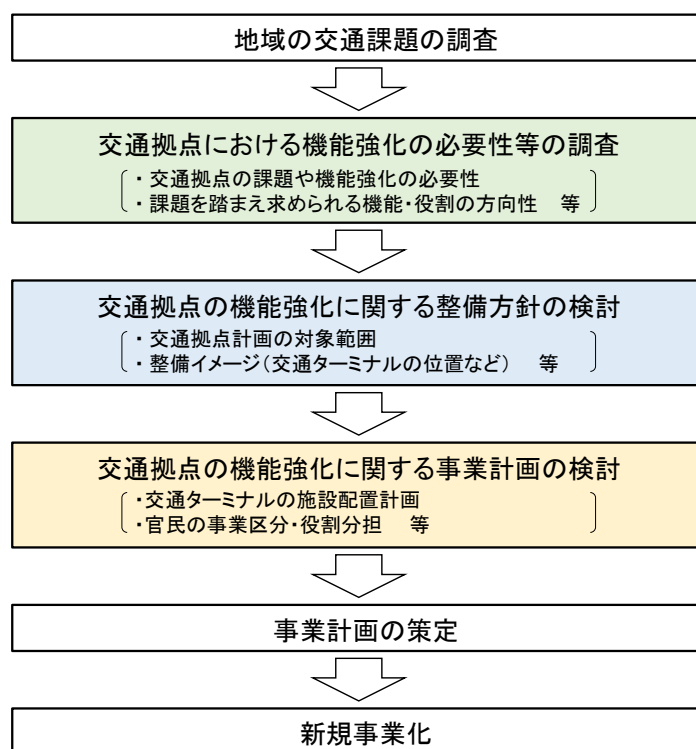 地域の交通課題の調査
交通拠点における機能強化の必要性等の調査
・ 交通拠点の課題や機能強化の必要性
・ 課題を踏まえ求められる機能・役割の方向性　等
交通拠点の機能強化に関する整備方針の検討
・ 交通拠点計画の対象範囲
・ 整備イメージ（交通ターミナルの位置など）　等
交通拠点の機能強化に関する事業計画の検討
・交通ターミナルの施設配置計画
・官民の事業区分・役割分担　等
事業計画の策定
新規事業化